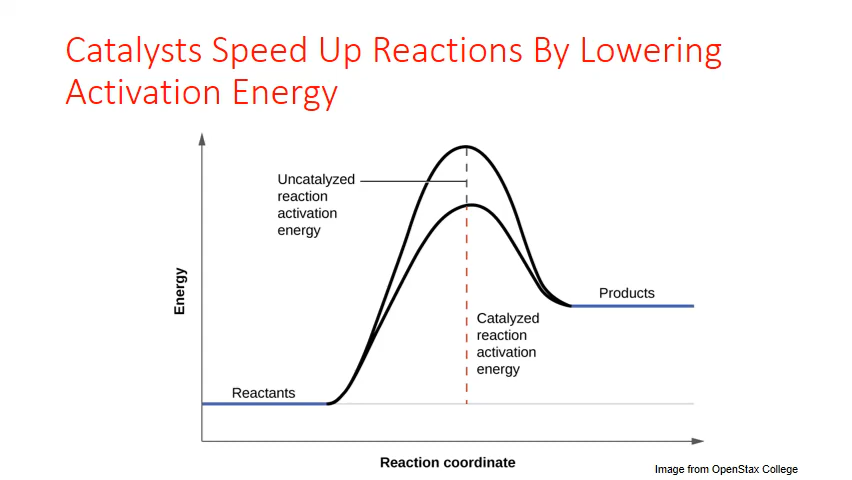 Catalysts Speed Up Reactions By Lowering
Activation Energy
Uncatalyzed
reaction
activation
energy
Products
Energy
Catalyzed
reaction
activation
energy
Reactants
Reaction coordinate
Image from OpenStax College